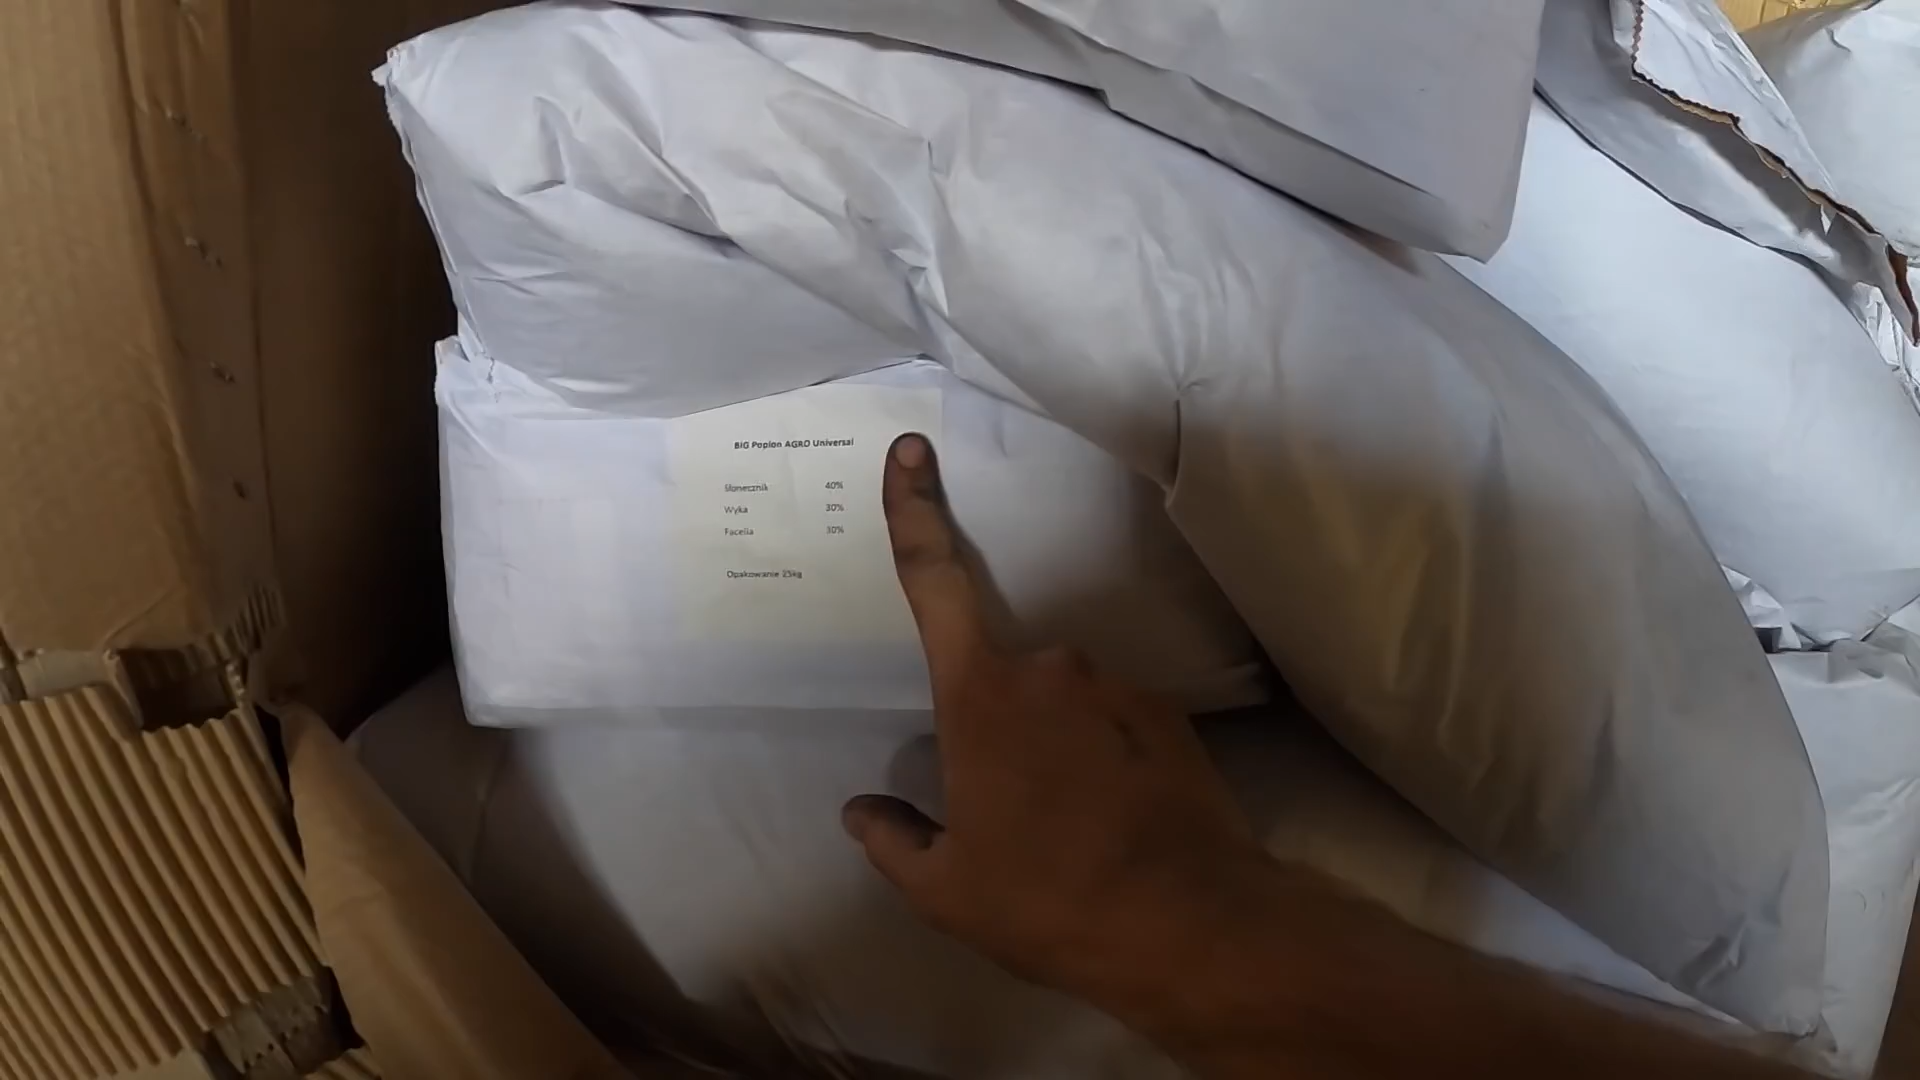 BIG Poplon AGRO Universal
Słonecznik 40%
Wyka 30%
Facelia 30%
Opakowanie 25kg